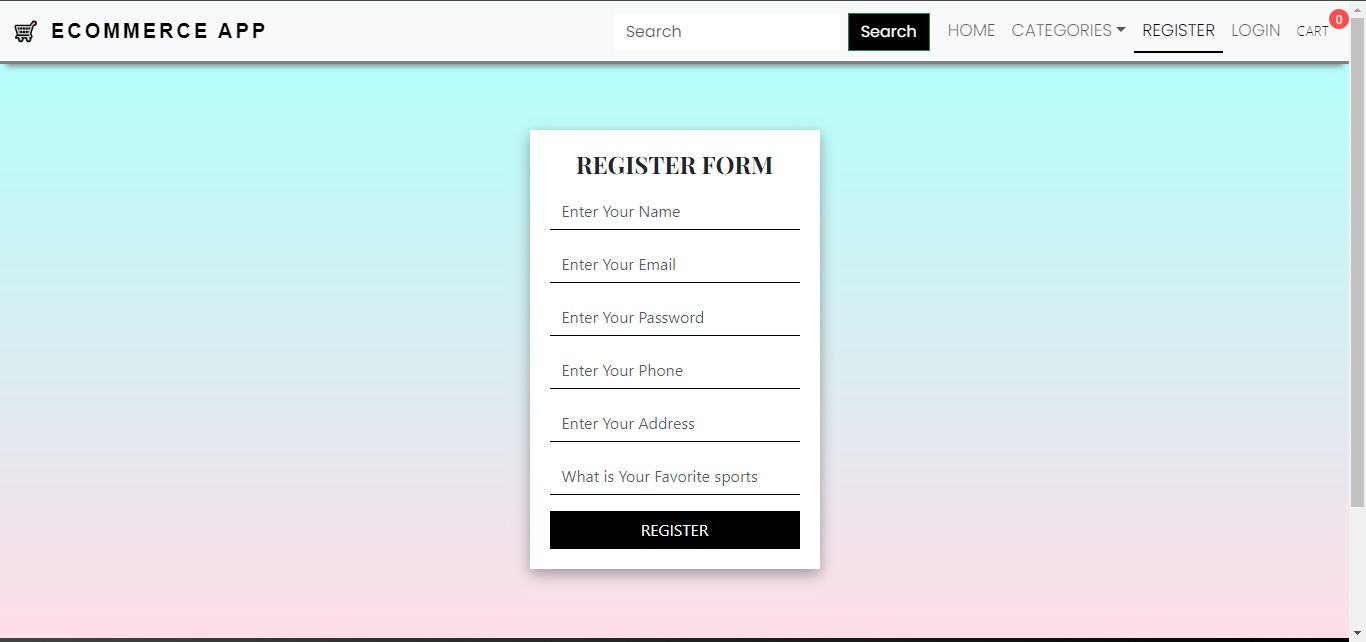 ECOMMERCE APP
Search Search HOME CATEGORIES REGISTER LOGIN CART 0
REGISTER FORM
Enter Your Name
Enter Your Email
Enter Your Password
Enter Your Phone
Enter Your Address
What is Your Favorite sports
REGISTER